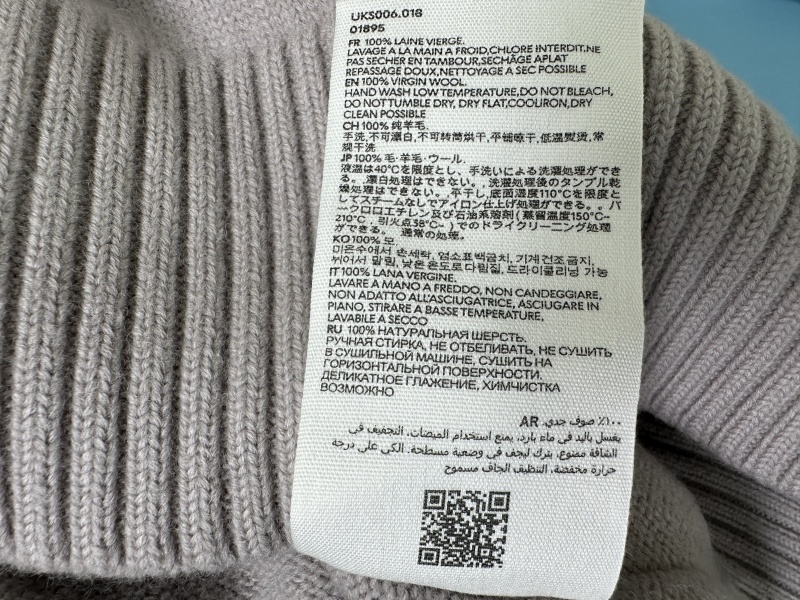 UKS006.018
01895
FR 100% LAINE VIERGE.
LAVAGE A LA MAIN A FROID,CHLORE INTERDIT.NE
PAS SECHER EN TAMBOUR,SECHAGE APLAT
REPASSAGE DOUX,NETTOYAGE A SEC POSSIBLE
EN 100% VIRGIN WOOL.
HAND WASH LOW TEMPERATURE,DO NOT BLEACH,
DO NOT TUMBLE DRY, DRY FLAT,COOLIRON,DRY
CLEAN POSSIBLE
CH 100% 纯羊毛.
手洗,不可漂白,不可转筒烘干,平铺晾干,低温熨烫,常
规干洗
JP 100% 毛·羊毛·ウール.
液温は40℃を限度とし、手洗いによる洗濯処理ができ
る。,漂白処理はできない。,洗濯処理後のタンブル乾
燥処理はできない。,平干し,底面温度110℃を限度と
してスチームなしでアイロン仕上げ処理ができる。,パ
ークロロエチレン及び石油系溶剤(蒸留温度150℃~
210℃、引火点38℃~)でのドライクリーニング処理
ができる。 通常の処理。
KO 100% 모.
미온수에서 손세탁, 염소표백금치, 기계건조금지,
뉘어서 말림, 낮은온도로다림질, 드라이클리닝 가능
IT 100% LANA VERGINE.
LAVARE A MANO A FREDDO, NON CANDEGGIARE,
NON ADATTO ALL'ASCIUGATRICE, ASCIUGARE IN
PIANO, STIRARE A BASSE TEMPERATURE,
LAVABILE A SECCO
RU 100% НАТУРАЛЬНАЯ ШЕРСТЬ.
РУЧНАЯ СТИРКА, НЕ ОТБЕЛИВАТЬ, НЕ СУШИТЬ
В СУШИЛЬНОЙ МАШИНЕ, СУШИТЬ НА
ГОРИЗОНТАЛЬНОЙ ПОВЕРХНОСТИ.
ДЕЛИКАТНОЕ ГЛАЖЕНИЕ, ХИМЧИСТКА
ВОЗМОЖНО
AR ١٠٠٪ صوف جدي.
يغسل باليد في ماء بارد، يمنع استخدام المبيضات، التجفيف في
النشافة ممنوع، يترك ليجف في وضعية مسطحة. الكي على درجة
حرارة مخفضة، التنظيف الجاف مسموح